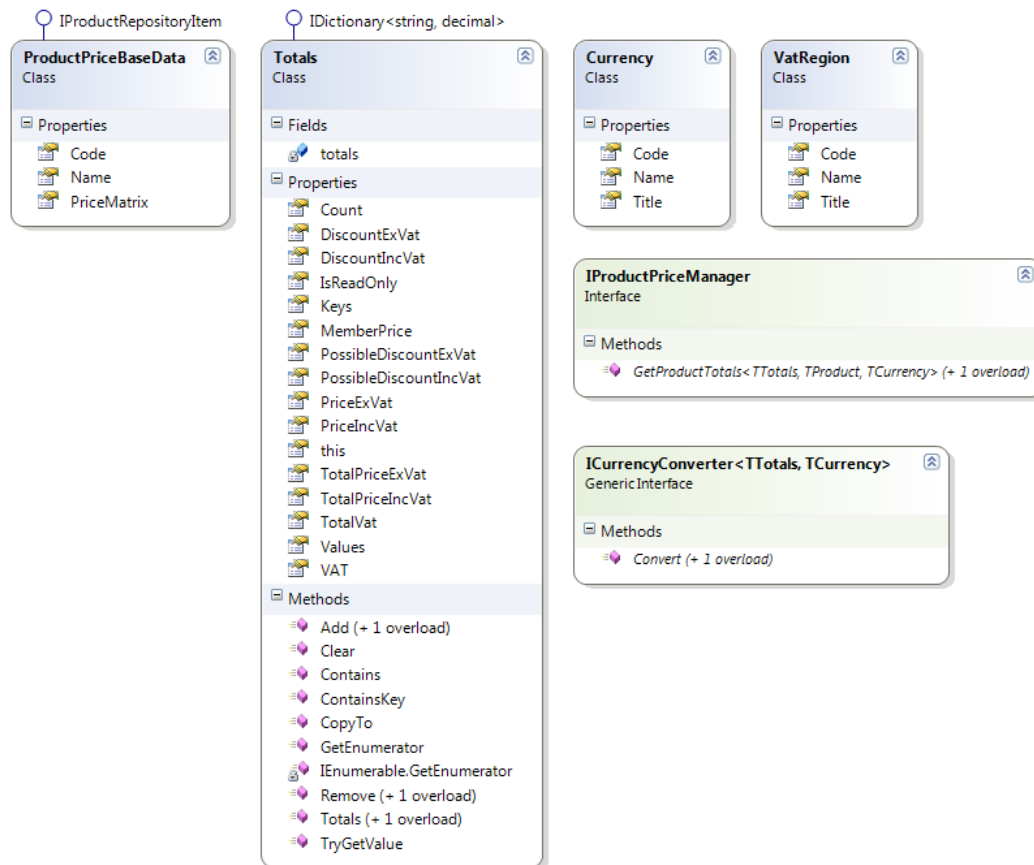 IProductRepositoryItem
ProductPriceBaseData
Class
Properties
Code
Name
PriceMatrix
IDictionary<string, decimal>
Totals
Class
Fields
totals
Properties
Count
DiscountExVat
DiscountIncVat
IsReadOnly
Keys
MemberPrice
PossibleDiscountExVat
PossibleDiscountIncVat
PriceExVat
PriceIncVat
this
TotalPriceExVat
TotalPriceIncVat
TotalVat
Values
VAT
Methods
Add (+ 1 overload)
Clear
Contains
ContainsKey
CopyTo
GetEnumerator
IEnumerable.GetEnumerator
Remove (+ 1 overload)
Totals (+ 1 overload)
TryGetValue
Currency
Class
Properties
Code
Name
Title
VatRegion
Class
Properties
Code
Name
Title
IProductPriceManager
Interface
Methods
GetProductTotals<TTotals, TProduct, TCurrency> (+ 1 overload)
ICurrencyConverter<TTotals, TCurrency>
Generic Interface
Methods
Convert (+ 1 overload)